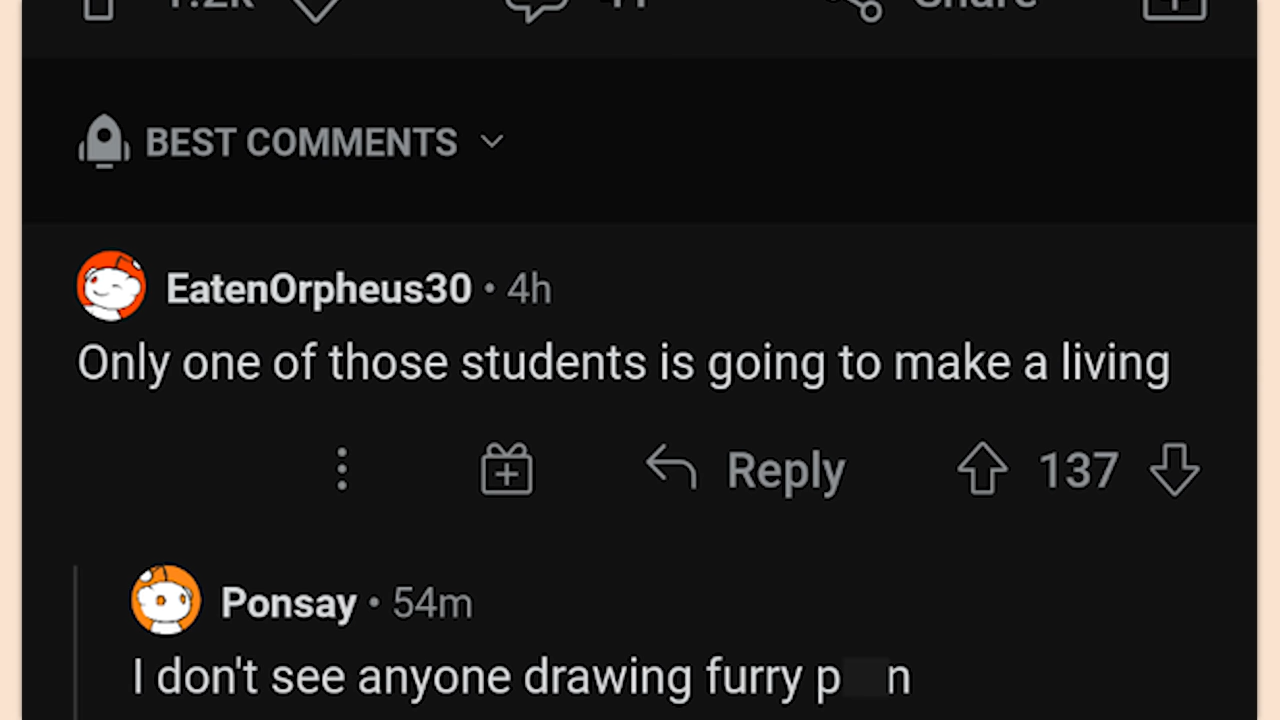 BEST COMMENTS
EatenOrpheus30 • 4h
Only one of those students is going to make a living
Reply 137
Ponsay • 54m
I don't see anyone drawing furry p n